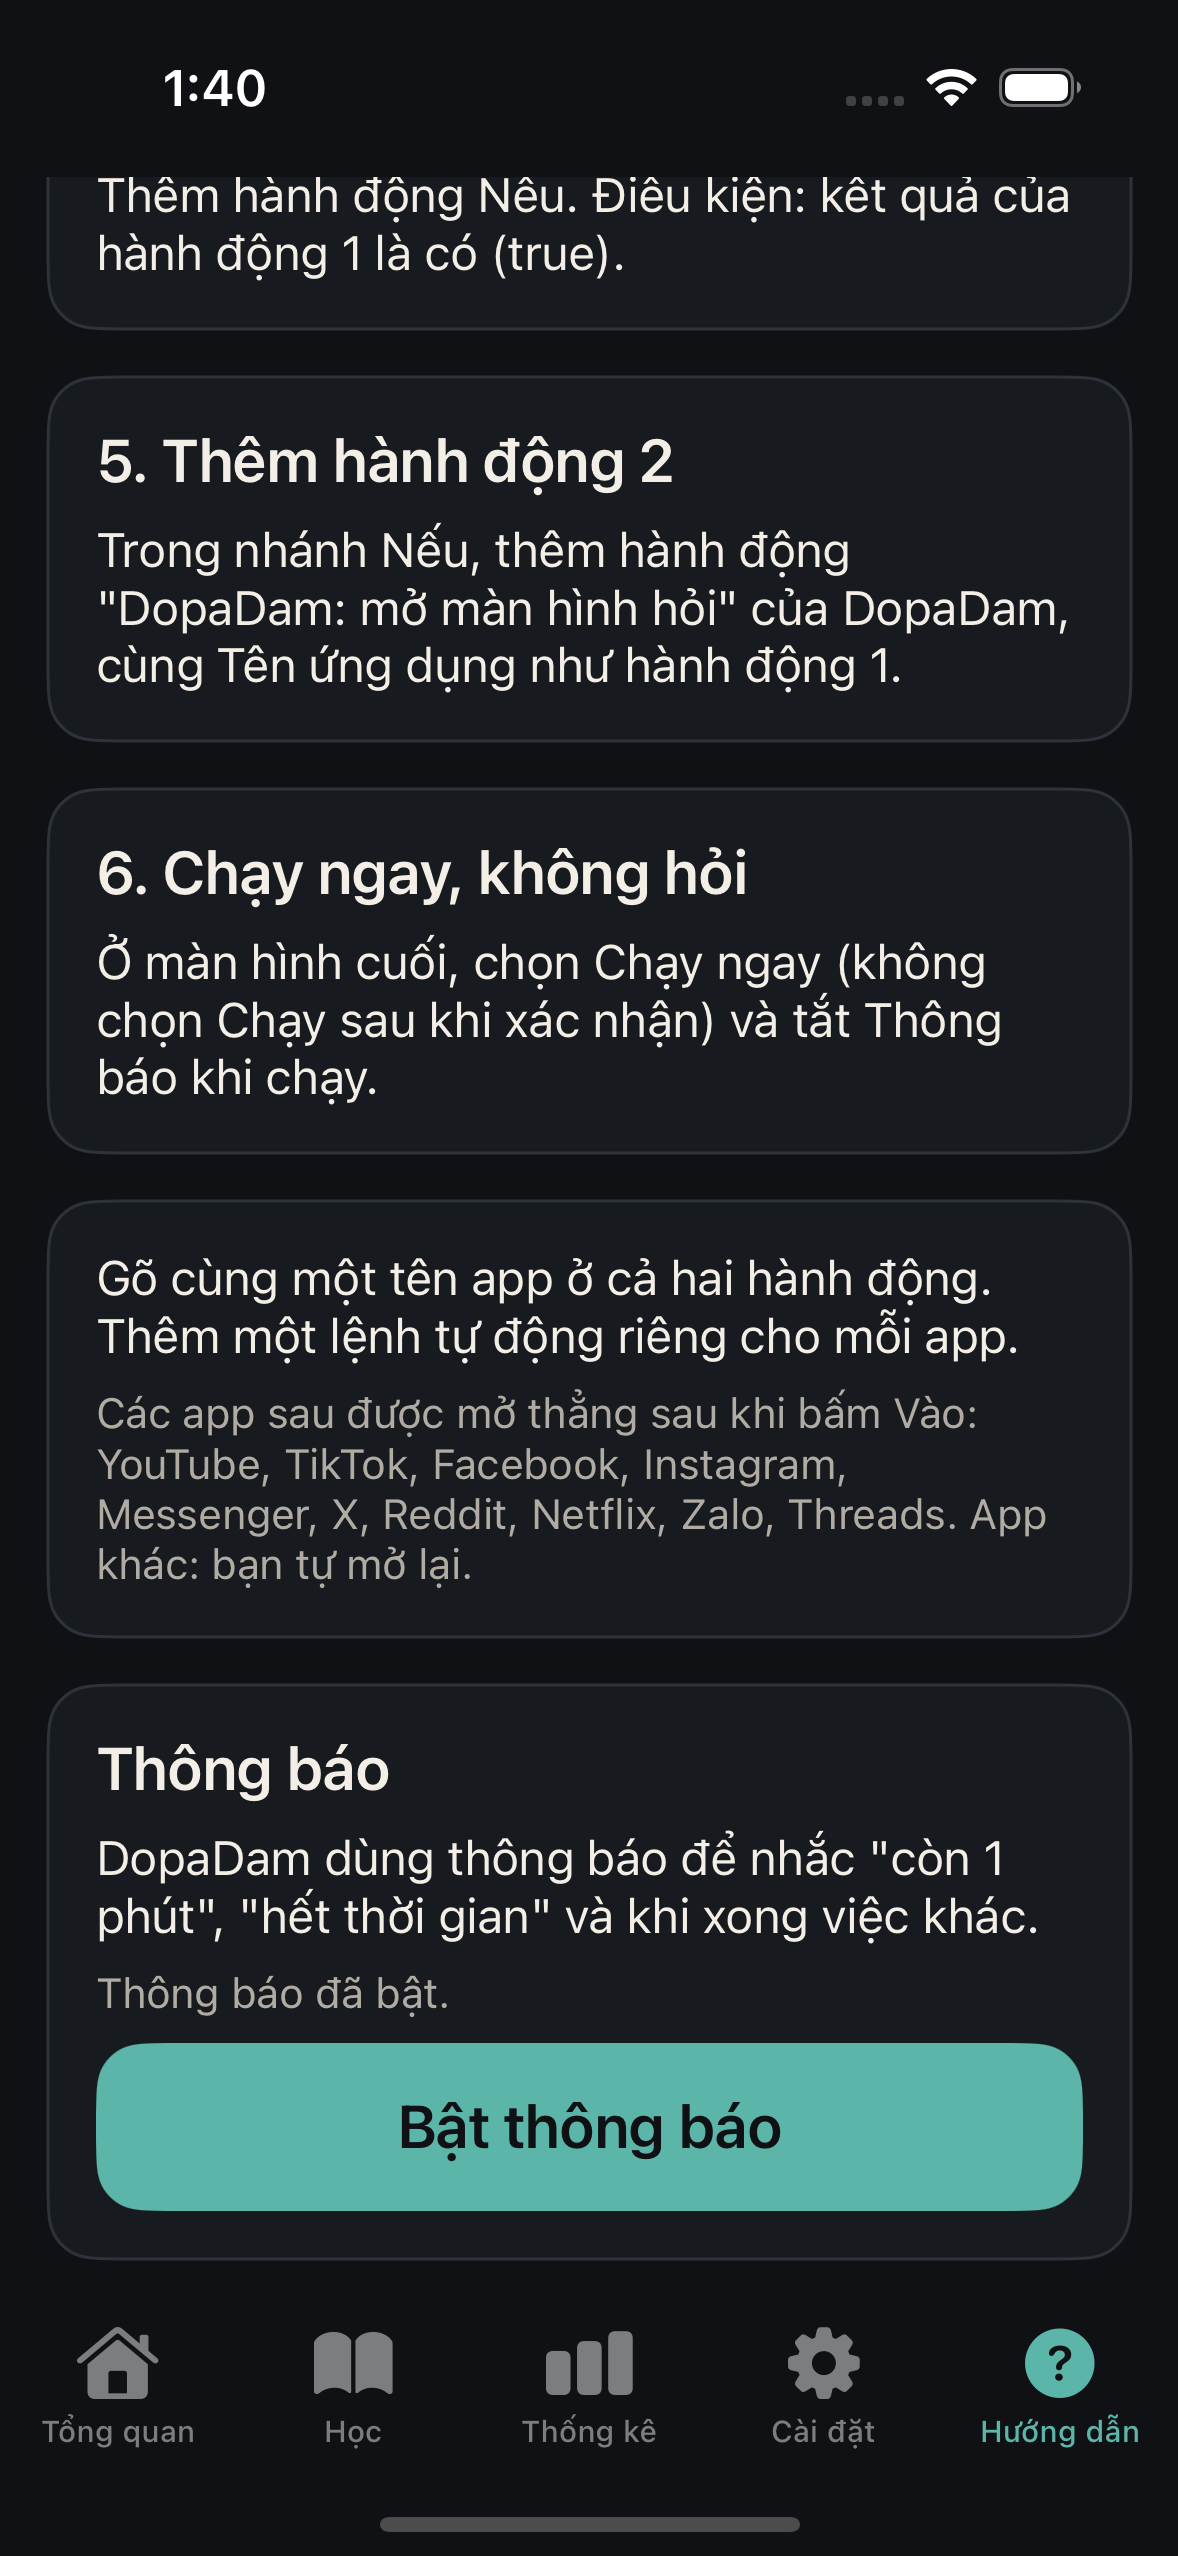 1:40
Thêm hành động Nếu. Điều kiện: kết quả của
hành động 1 là có (true).
5. Thêm hành động 2
Trong nhánh Nếu, thêm hành động
"DopaDam: mở màn hình hỏi" của DopaDam,
cùng Tên ứng dụng như hành động 1.
6. Chạy ngay, không hỏi
Ở màn hình cuối, chọn Chạy ngay (không
chọn Chạy sau khi xác nhận) và tắt Thông
báo khi chạy.
Gõ cùng một tên app ở cả hai hành động.
Thêm một lệnh tự động riêng cho mỗi app.
Các app sau được mở thẳng sau khi bấm Vào:
YouTube, TikTok, Facebook, Instagram,
Messenger, X, Reddit, Netflix, Zalo, Threads. App
khác: bạn tự mở lại.
Thông báo
DopaDam dùng thông báo để nhắc "còn 1
phút", "hết thời gian" và khi xong việc khác.
Thông báo đã bật.
Bật thông báo
Tổng quan
Học
Thống kê
Cài đặt
Hướng dẫn